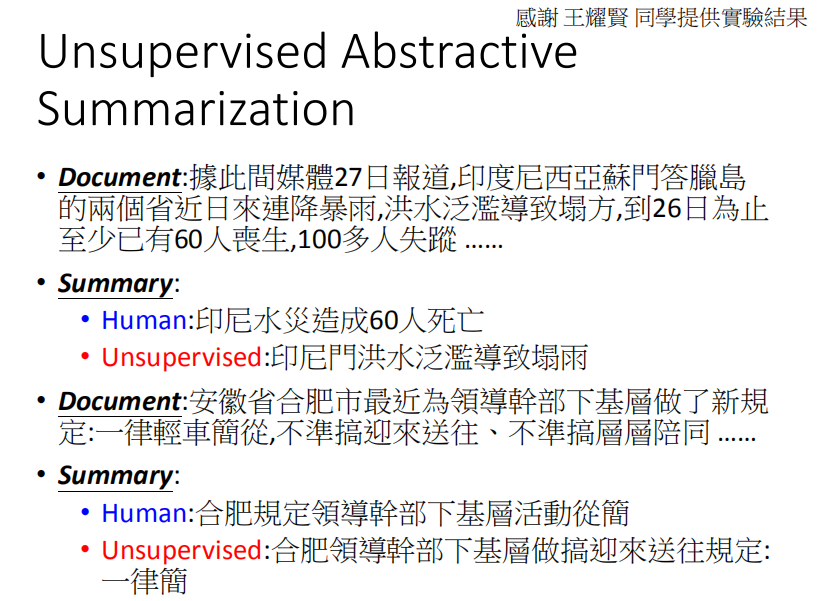 感謝 王耀賢 同學提供實驗結果
Unsupervised Abstractive
Summarization
• Document:據此間媒體27日報道,印度尼西亞蘇門答臘島
的兩個省近日來連降暴雨,洪水泛濫導致塌方,到26日為止
至少已有60人喪生,100多人失蹤 ……
• Summary:
• Human:印尼水災造成60人死亡
• Unsupervised:印尼門洪水泛濫導致塌雨
• Document:安徽省合肥市最近為領導幹部下基層做了新規
定:一律輕車簡從,不準搞迎來送往、不準搞層層陪同 ……
• Summary:
• Human:合肥規定領導幹部下基層活動從簡
• Unsupervised:合肥領導幹部下基層做搞迎來送往規定:
一律簡